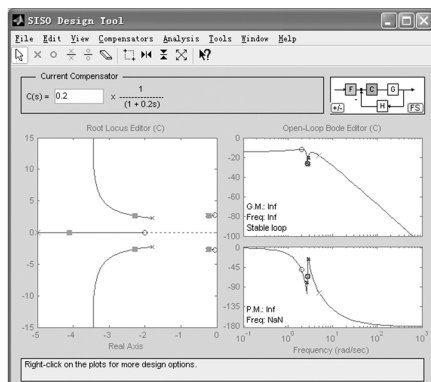 SISO Design Tool
File Edit View Compensators Analysis Tools Window Help
Current Compensator
C(s) = 0.2 x 1
(1 + 0.2s)
F C G
H
+/- FS
Root Locus Editor (C)
15
10
5
0
-5
-10
-15
-5 -4 -3 -2 -1 0
Real Axis
Open-Loop Bode Editor (C)
0
-20
-40
-60
-80
-100
G.M.: Inf
Freq: Inf
Stable loop
0
-45
-90
-135
-180
P.M.: Inf
Freq: NaN
10^-1 10^0 10^1 10^2 10^3
Frequency (rad/sec)
Right-click on the plots for more design options.